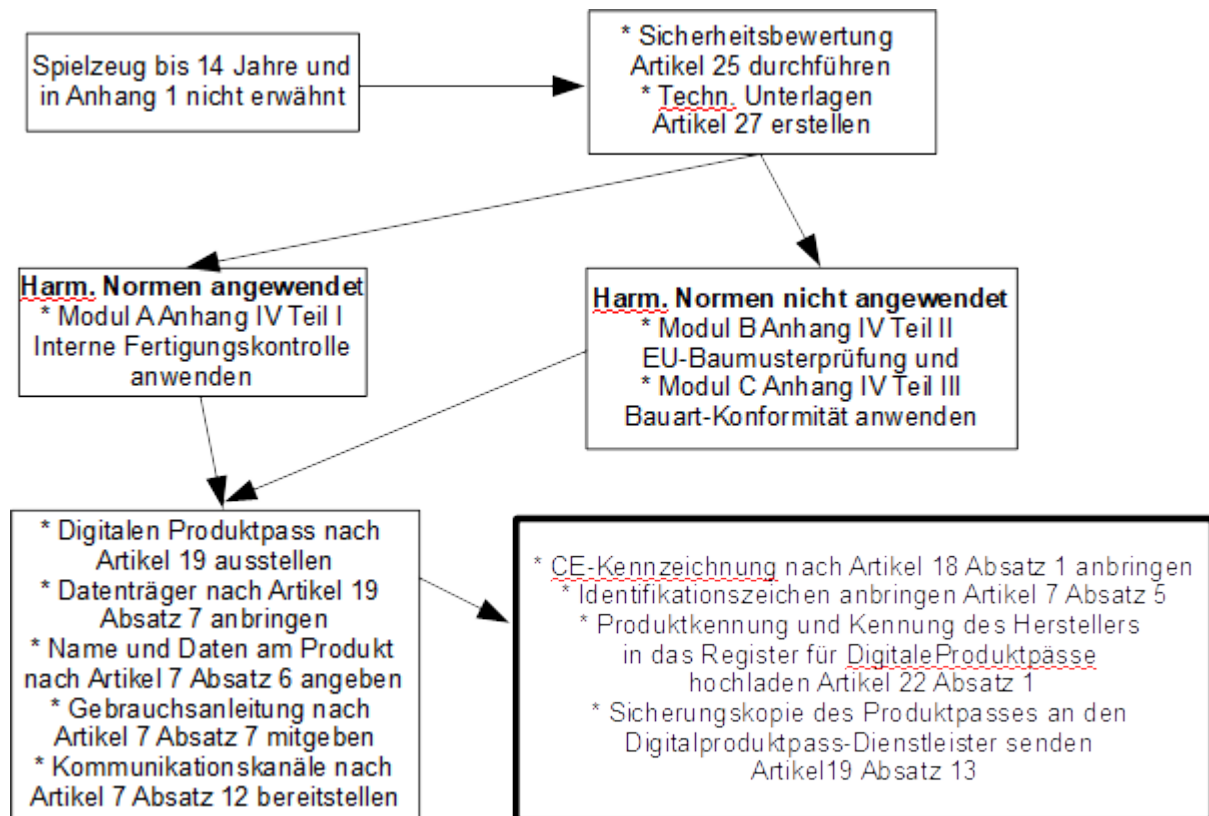 Spielzeug bis 14 Jahre und
in Anhang 1 nicht erwähnt
* Sicherheitsbewertung
Artikel 25 durchführen
* Techn. Unterlagen
Artikel 27 erstellen
Harm. Normen angewendet
* Modul A Anhang IV Teil I
Interne Fertigungskontrolle
anwenden
Harm. Normen nicht angewendet
* Modul B Anhang IV Teil II
EU-Baumusterprüfung und
* Modul C Anhang IV Teil III
Bauart-Konformität anwenden
* Digitalen Produktpass nach
Artikel 19 ausstellen
* Datenträger nach Artikel 19
Absatz 7 anbringen
* Name und Daten am Produkt
nach Artikel 7 Absatz 6 angeben
* Gebrauchsanleitung nach
Artikel 7 Absatz 7 mitgeben
* Kommunikationskanäle nach
Artikel 7 Absatz 12 bereitstellen
* CE-Kennzeichnung nach Artikel 18 Absatz 1 anbringen
* Identifikationszeichen anbringen Artikel 7 Absatz 5
* Produktkennung und Kennung des Herstellers
in das Register für DigitaleProduktpässe
hochladen Artikel 22 Absatz 1
* Sicherungskopie des Produktpasses an den
Digitalproduktpass-Dienstleister senden
Artikel19 Absatz 13